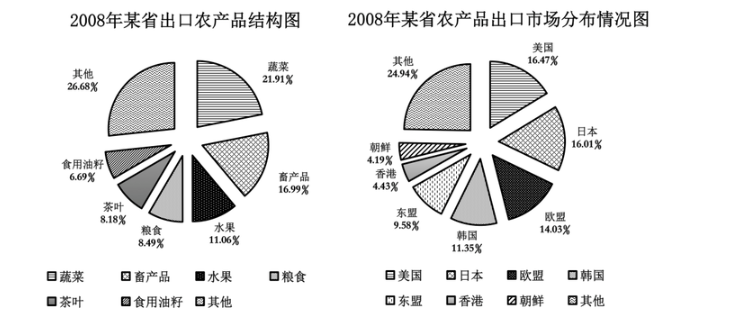 2008年某省出口农产品结构图
其他
26.68%
蔬菜
21.91%
食用油籽
6.69%
畜产品
16.99%
茶叶
8.18%
粮食
8.49%
水果
11.06%
蔬菜 畜产品 水果 粮食
茶叶 食用油籽 其他
2008年某省农产品出口市场分布情况图
美国
16.47%
其他
24.94%
日本
16.01%
朝鲜
4.19%
香港
4.43%
东盟
9.58%
韩国
11.35%
欧盟
14.03%
美国 日本 欧盟 韩国
东盟 香港 朝鲜 其他